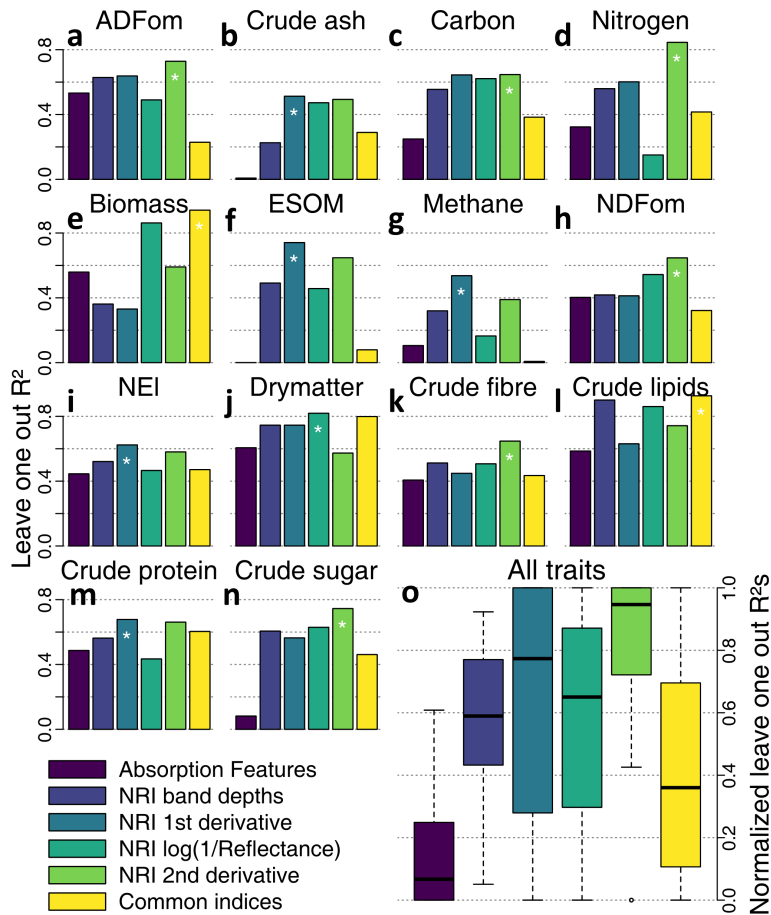 ADFom Crude ash Carbon Nitrogen
a b c d
0.8
0.4
0.0
* * * *
Biomass ESOM Methane NDFom
e f g h
0.8
0.4
0.0
* * * *
NEl Drymatter Crude fibre Crude lipids
i j k l
0.8
0.4
0.0
* * * *
Crude protein Crude sugar All traits
m n o
0.8
0.4
0.0
* *
Leave one out R²
1.0
0.8
0.6
0.4
0.2
0.0
Normalized leave one out R²s
Absorption Features
NRI band depths
NRI 1st derivative
NRI log(1/Reflectance)
NRI 2nd derivative
Common indices